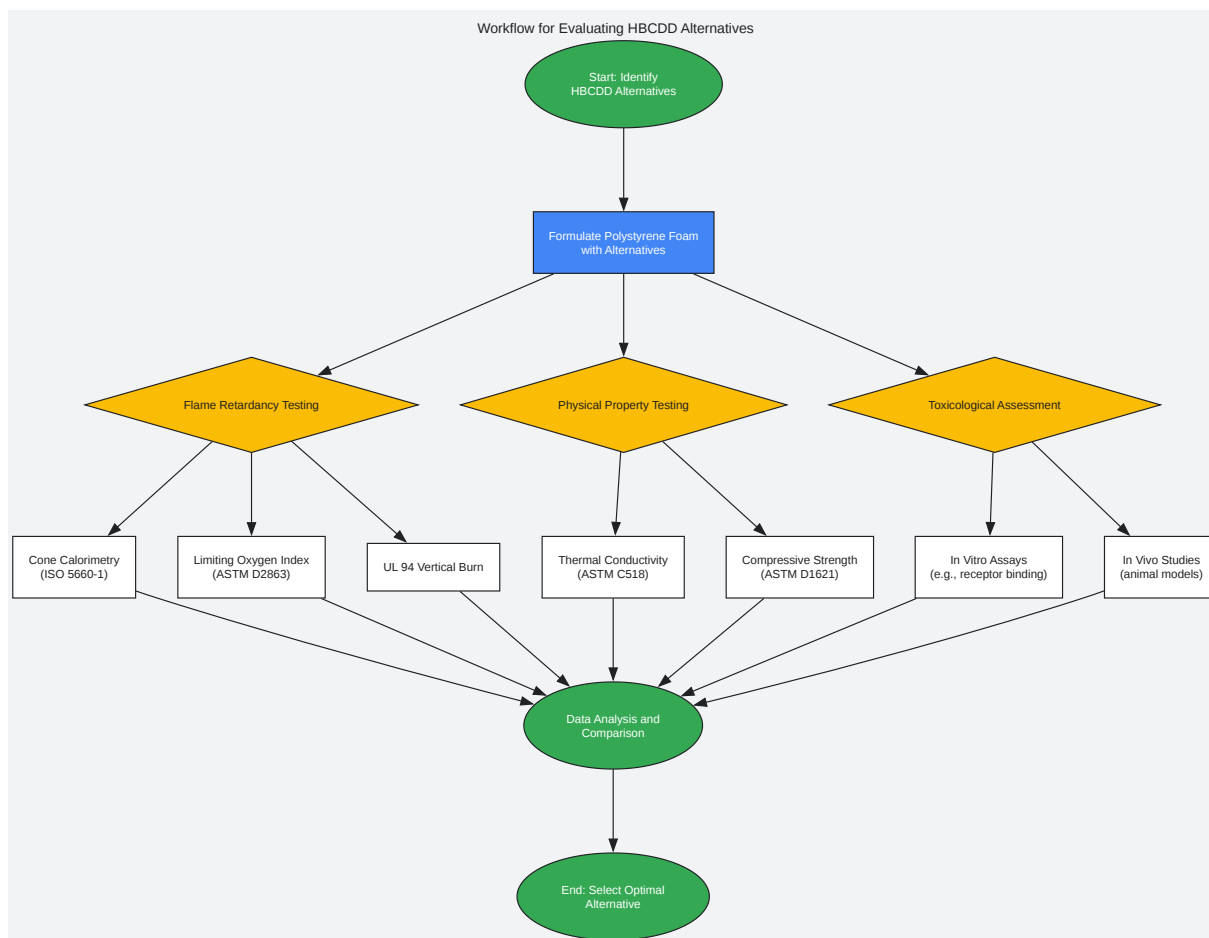 Workflow for Evaluating HBCDD Alternatives
Start: Identify
HBCDD Alternatives
Formulate Polystyrene Foam
with Alternatives
Flame Retardancy Testing
Physical Property Testing
Toxicological Assessment
Cone Calorimetry
(ISO 5660-1)
Limiting Oxygen Index
(ASTM D2863)
UL 94 Vertical Burn
Thermal Conductivity
(ASTM C518)
Compressive Strength
(ASTM D1621)
In Vitro Assays
(e.g., receptor binding)
In Vivo Studies
(animal models)
Data Analysis and
Comparison
End: Select Optimal
Alternative